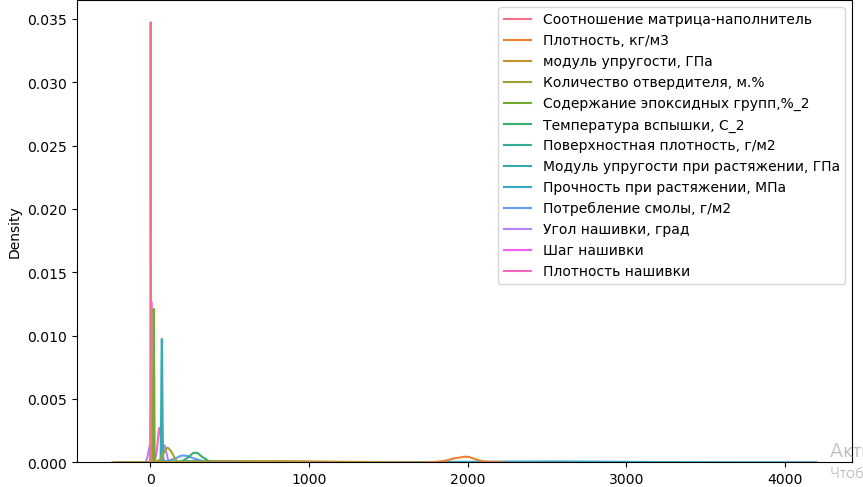 0.035
0.030
0.025
0.020
0.015
0.010
0.005
0.000
Density
0
1000
2000
3000
4000
Соотношение матрица-наполнитель
Плотность, кг/м3
модуль упругости, ГПа
Количество отвердителя, м.%
Содержание эпоксидных групп,%_2
Температура вспышки, С_2
Поверхностная плотность, г/м2
Модуль упругости при растяжении, ГПа
Прочность при растяжении, МПа
Потребление смолы, г/м2
Угол нашивки, град
Шаг нашивки
Плотность нашивки